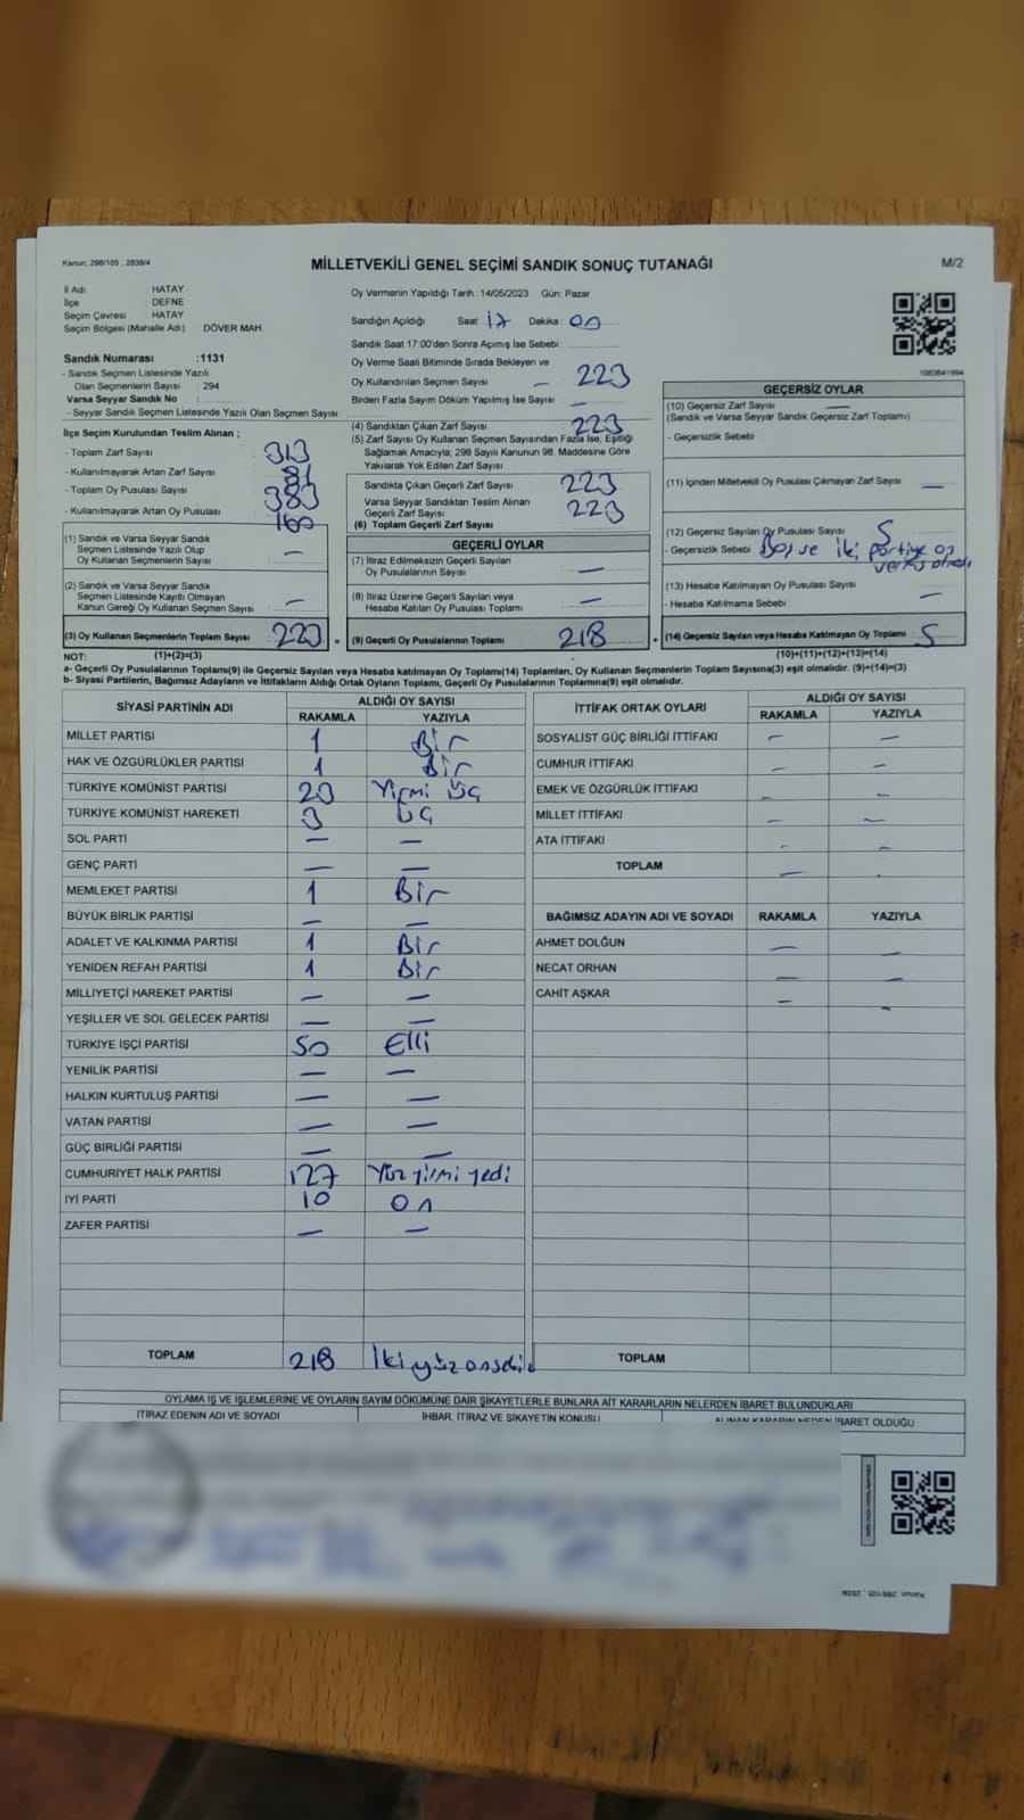 Kanun: 298/105 , 2839/4
MİLLETVEKİLİ GENEL SEÇİMİ SANDIK SONUÇ TUTANAĞI
M/2
İl Adı HATAY
İlçe DEFNE
Seçim Çevresi HATAY
Seçim Bölgesi (Mahalle Adı) DÖVER MAH.
Sandık Numarası :1131
- Sandık Seçmen Listesinde Yazılı
Olan Seçmenlerin Sayısı 294
Varsa Seyyar Sandık No :
- Seyyar Sandık Seçmen Listesinde Yazılı Olan Seçmen Sayısı
İlçe Seçim Kurulundan Teslim Alınan ;
- Toplam Zarf Sayısı 313
- Kullanılmayarak Artan Zarf Sayısı
- Toplam Oy Pusulası Sayısı 383
- Kullanılmayarak Artan Oy Pusulası 160
(1) Sandık ve Varsa Seyyar Sandık
Seçmen Listesinde Yazılı Olup
Oy Kullanan Seçmenlerin Sayısı —
(2) Sandık ve Varsa Seyyar Sandık
Seçmen Listesinde Kayıtlı Olmayan
Kanun Gereği Oy Kullanan Seçmen Sayısı —
(3) Oy Kullanan Seçmenlerin Toplam Sayısı 223
Oy Vermenin Yapıldığı Tarih : 14/05/2023 Gün: Pazar
Sandığın Açıldığı Saat 17 Dakika: on
Sandık Saat 17:00'den Sonra Açılmış İse Sebebi:
Oy Verme Saati Bitiminde Sırada Bekleyen ve
Oy Kullandırılan Seçmen Sayısı — 223
Birden Fazla Sayım Döküm Yapılmış İse Sayısı —
(4) Sandıktan Çıkan Zarf Sayısı 223
(5) Zarf Sayısı Oy Kullanan Seçmen Sayısından Fazla İse, Eşitliği
Sağlamak Amacıyla; 298 Sayılı Kanunun 98. Maddesine Göre
Yakılarak Yok Edilen Zarf Sayısı
Sandıkta Çıkan Geçerli Zarf Sayısı 223
Varsa Seyyar Sandıktan Teslim Alınan
Geçerli Zarf Sayısı 223
(6) Toplam Geçerli Zarf Sayısı
GEÇERLİ OYLAR
(7) İtiraz Edilmeksizin Geçerli Sayılan
Oy Pusulalarının Sayısı —
(8) İtiraz Üzerine Geçerli Sayılan veya
Hesaba Katılan Oy Pusulası Toplamı —
(9) Geçerli Oy Pusulalarının Toplamı 218
GEÇERSİZ OYLAR
(10) Geçersiz Zarf Sayısı —
(Sandık ve Varsa Seyyar Sandık Geçersiz Zarf Toplamı)
- Geçersizlik Sebebi
(11) İçinden Milletvekili Oy Pusulası Çıkmayan Zarf Sayısı —
(12) Geçersiz Sayılan Oy Pusulası Sayısı 5
- Geçersizlik Sebebi Boş ve iki partiye oy
(13) Hesaba Katılmayan Oy Pusulası Sayısı —
- Hesaba Katılmama Sebebi
(14) Geçersiz Sayılan veya Hesaba Katılmayan Oy Toplamı 5
NOT: (1)+(2)=(3) (10)+(11)+(12)+(13)=(14)
a- Geçerli Oy Pusulalarının Toplamı(9) ile Geçersiz Sayılan veya Hesaba katılmayan Oy Toplamı(14) Toplamları, Oy Kullanan Seçmenlerin Toplam Sayısına(3) eşit olmalıdır. (9)+(14)=(3)
b- Siyasi Partilerin, Bağımsız Adayların ve İttifakların Aldığı Ortak Oyların Toplamı, Geçerli Oy Pusulalarının Toplamına(9) eşit olmalıdır.
SİYASİ PARTİNİN ADI ALDIĞI OY SAYISI
RAKAMLA YAZIYLA
MİLLET PARTİSİ 1 Bir
HAK VE ÖZGÜRLÜKLER PARTİSİ 1 Bir
TÜRKİYE KOMÜNİST PARTİSİ 23 Yirmi Üç
TÜRKİYE KOMÜNİST HAREKETİ 3 Üç
SOL PARTİ — —
GENÇ PARTİ — —
MEMLEKET PARTİSİ 1 Bir
BÜYÜK BİRLİK PARTİSİ — —
ADALET VE KALKINMA PARTİSİ 1 Bir
YENİDEN REFAH PARTİSİ 1 Bir
MİLLİYETÇİ HAREKET PARTİSİ — —
YEŞİLLER VE SOL GELECEK PARTİSİ — —
TÜRKİYE İŞÇİ PARTİSİ 50 Elli
YENİLİK PARTİSİ — —
HALKIN KURTULUŞ PARTİSİ — —
VATAN PARTİSİ — —
GÜÇ BİRLİĞİ PARTİSİ — —
CUMHURİYET HALK PARTİSİ 127 Yüz yirmi yedi
İYİ PARTİ 10 On
ZAFER PARTİSİ — —
TOPLAM 218 İki yüz onsekiz
İTTİFAK ORTAK OYLARI ALDIĞI OY SAYISI
RAKAMLA YAZIYLA
SOSYALİST GÜÇ BİRLİĞİ İTTİFAKI — —
CUMHUR İTTİFAKI — —
EMEK VE ÖZGÜRLÜK İTTİFAKI — —
MİLLET İTTİFAKI — —
ATA İTTİFAKI — —
TOPLAM —
BAĞIMSIZ ADAYIN ADI VE SOYADI RAKAMLA YAZIYLA
AHMET DOLĞUN — —
NECAT ORHAN — —
CAHİT AŞKAR — —
TOPLAM
OYLAMA İŞ VE İŞLEMLERİNE VE OYLARIN SAYIM DÖKÜMÜNE DAİR ŞİKAYETLERLE BUNLARA AİT KARARLARIN NELERDEN İBARET BULUNDUKLARI
İTİRAZ EDENİN ADI VE SOYADI İHBAR, İTİRAZ VE ŞİKAYETİN KONUSU ALINAN KARARIN NEDEN İBARET OLDUĞU